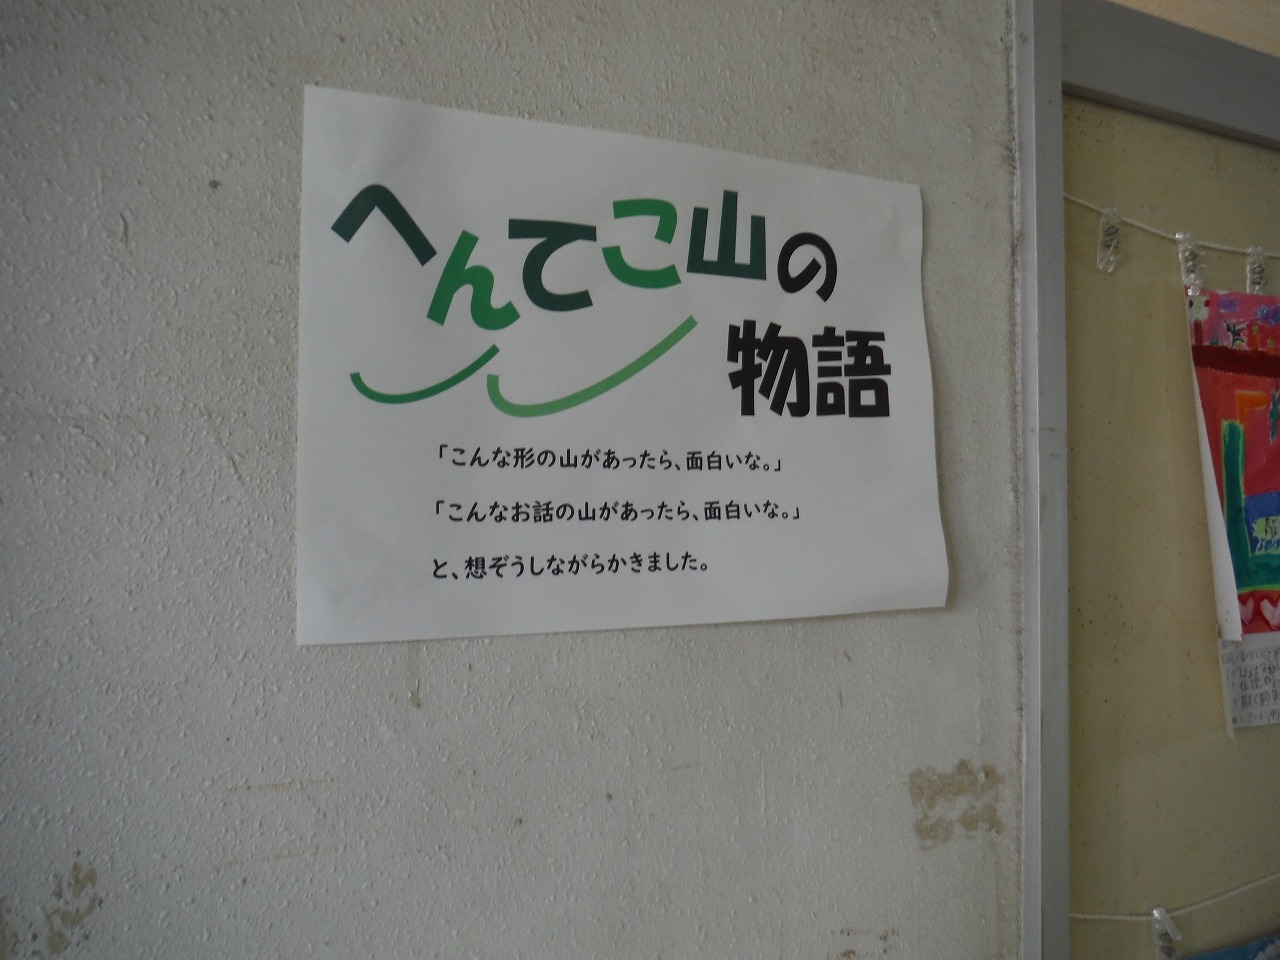 へんてこ山の
物語
「こんな形の山があったら、面白いな。」
「こんなお話の山があったら、面白いな。」
と、想ぞうしながらかきました。